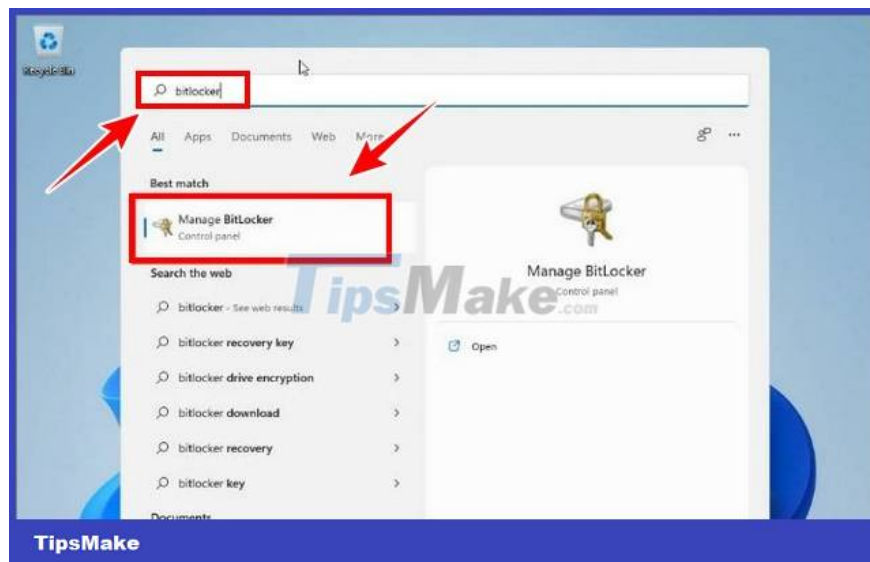 Recycle Bin
bitlocker
All Apps Documents Web More
Best match
Manage BitLocker
Control panel
Manage BitLocker
Control panel
Search the web
bitlocker - See web results
bitlocker recovery key
Open
bitlocker drive encryption
bitlocker download
bitlocker recovery
bitlocker key
Documents
TipsMake.com
TipsMake